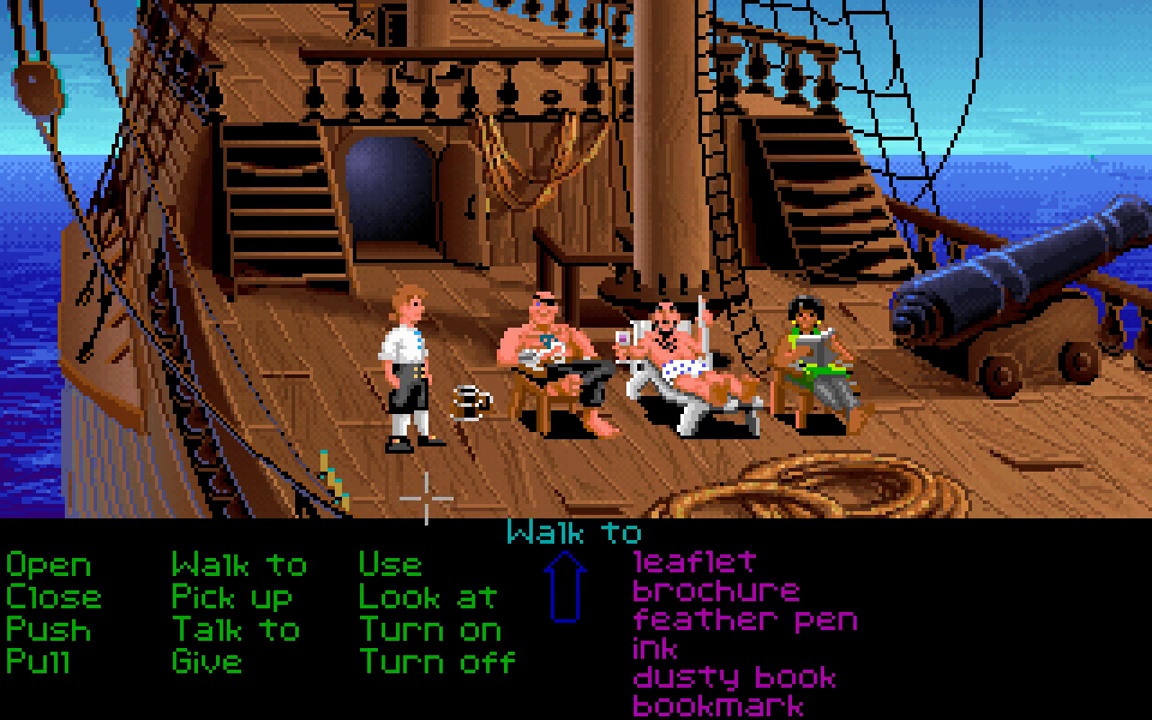 Walk to
Open Walk to Use
Close Pick up Look at
Push Talk to Turn on
Pull Give Turn off
leaflet
brochure
feather pen
ink
dusty book
bookmark